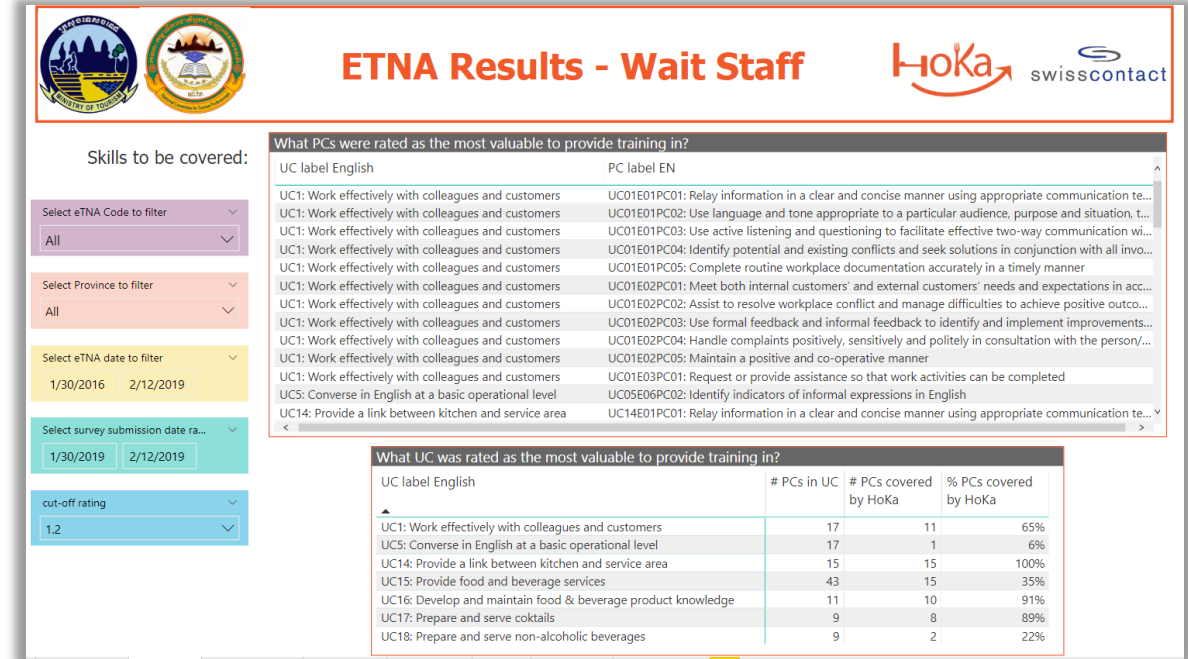 MINISTRY OF TOURISM
National Committee for Tourism Professionals
ETNA Results - Wait Staff
HoKa
swisscontact
Skills to be covered:
Select eTNA Code to filter
All
Select Province to filter
All
Select eTNA date to filter
1/30/2016 2/12/2019
Select survey submission date ra...
1/30/2019 2/12/2019
cut-off rating
1.2
What PCs were rated as the most valuable to provide training in?
UC label English PC label EN
UC1: Work effectively with colleagues and customers UC01E01PC01: Relay information in a clear and concise manner using appropriate communication te...
UC1: Work effectively with colleagues and customers UC01E01PC02: Use language and tone appropriate to a particular audience, purpose and situation, t...
UC1: Work effectively with colleagues and customers UC01E01PC03: Use active listening and questioning to facilitate effective two-way communication wi...
UC1: Work effectively with colleagues and customers UC01E01PC04: Identify potential and existing conflicts and seek solutions in conjunction with all invo...
UC1: Work effectively with colleagues and customers UC01E01PC05: Complete routine workplace documentation accurately in a timely manner
UC1: Work effectively with colleagues and customers UC01E02PC01: Meet both internal customers' and external customers' needs and expectations in acc...
UC1: Work effectively with colleagues and customers UC01E02PC02: Assist to resolve workplace conflict and manage difficulties to achieve positive outco...
UC1: Work effectively with colleagues and customers UC01E02PC03: Use formal feedback and informal feedback to identify and implement improvements...
UC1: Work effectively with colleagues and customers UC01E02PC04: Handle complaints positively, sensitively and politely in consultation with the person/...
UC1: Work effectively with colleagues and customers UC01E02PC05: Maintain a positive and co-operative manner
UC1: Work effectively with colleagues and customers UC01E03PC01: Request or provide assistance so that work activities can be completed
UC5: Converse in English at a basic operational level UC05E06PC02: Identify indicators of informal expressions in English
UC14: Provide a link between kitchen and service area UC14E01PC01: Relay information in a clear and concise manner using appropriate communication te...
What UC was rated as the most valuable to provide training in?
UC label English # PCs in UC # PCs covered by HoKa % PCs covered by HoKa
UC1: Work effectively with colleagues and customers 17 11 65%
UC5: Converse in English at a basic operational level 17 1 6%
UC14: Provide a link between kitchen and service area 15 15 100%
UC15: Provide food and beverage services 43 15 35%
UC16: Develop and maintain food & beverage product knowledge 11 10 91%
UC17: Prepare and serve coktails 9 8 89%
UC18: Prepare and serve non-alcoholic beverages 9 2 22%